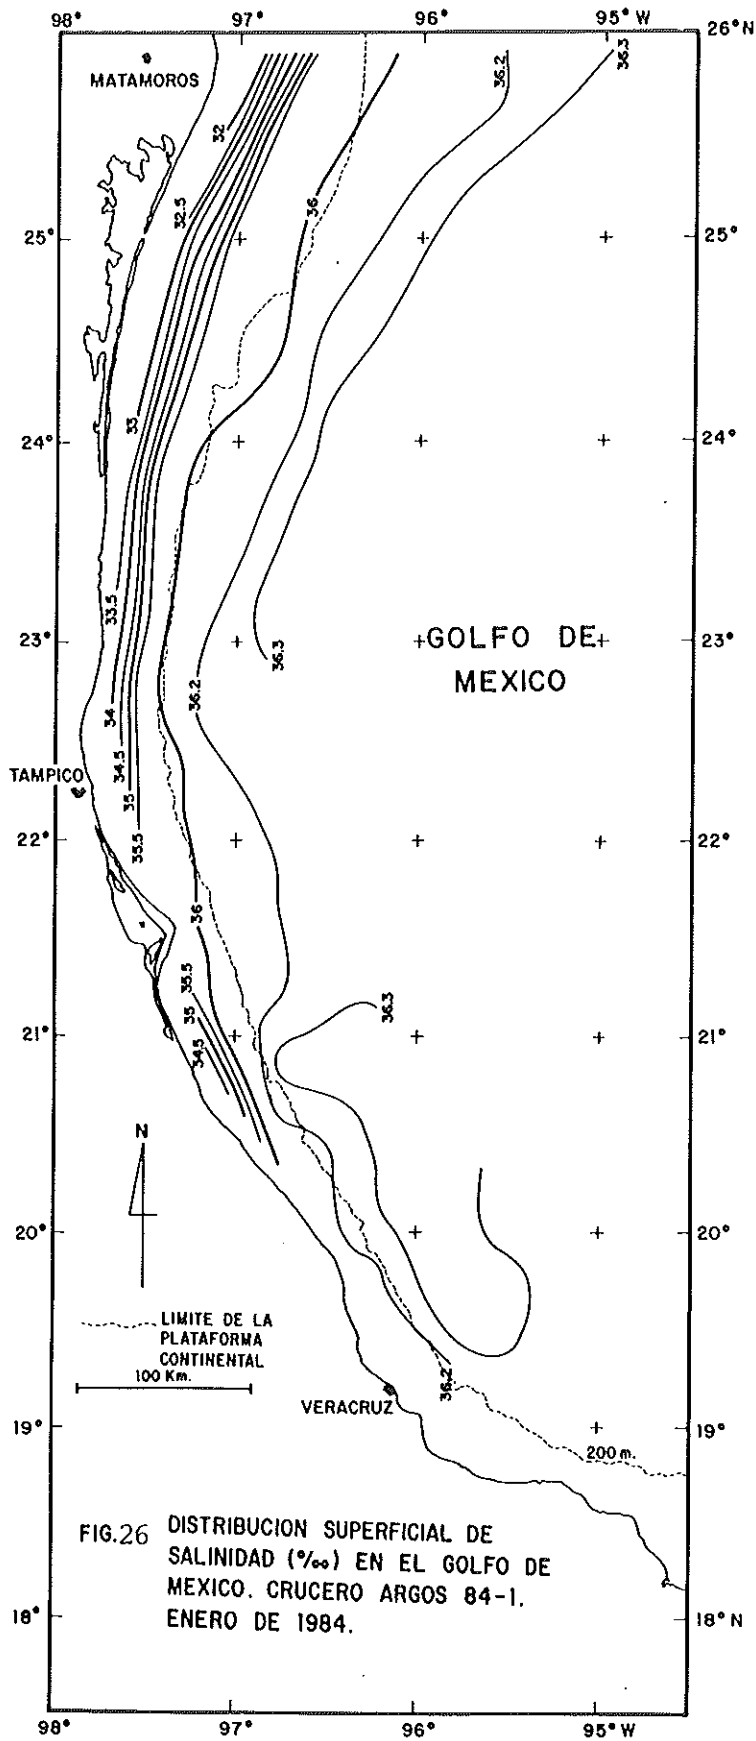 98° 97° 96° 95° W 26° N
MATAMOROS
36.2
36.3
32
32.5
36
25° 25°
33
24° 24°
33.5
23° 23°
GOLFO DE
MEXICO
36.3
36.2
34
34.5
TAMPICO
35
35.5
22° 22°
36
35.5
35
34.5
36.3
21° 21°
N
20° 20°
LIMITE DE LA
PLATAFORMA
CONTINENTAL
100 Km.
36.2
VERACRUZ
19° 19°
200 m.
FIG.26 DISTRIBUCION SUPERFICIAL DE
SALINIDAD (‰) EN EL GOLFO DE
MEXICO. CRUCERO ARGOS 84-1.
ENERO DE 1984.
18° 18° N
98° 97° 96° 95° W